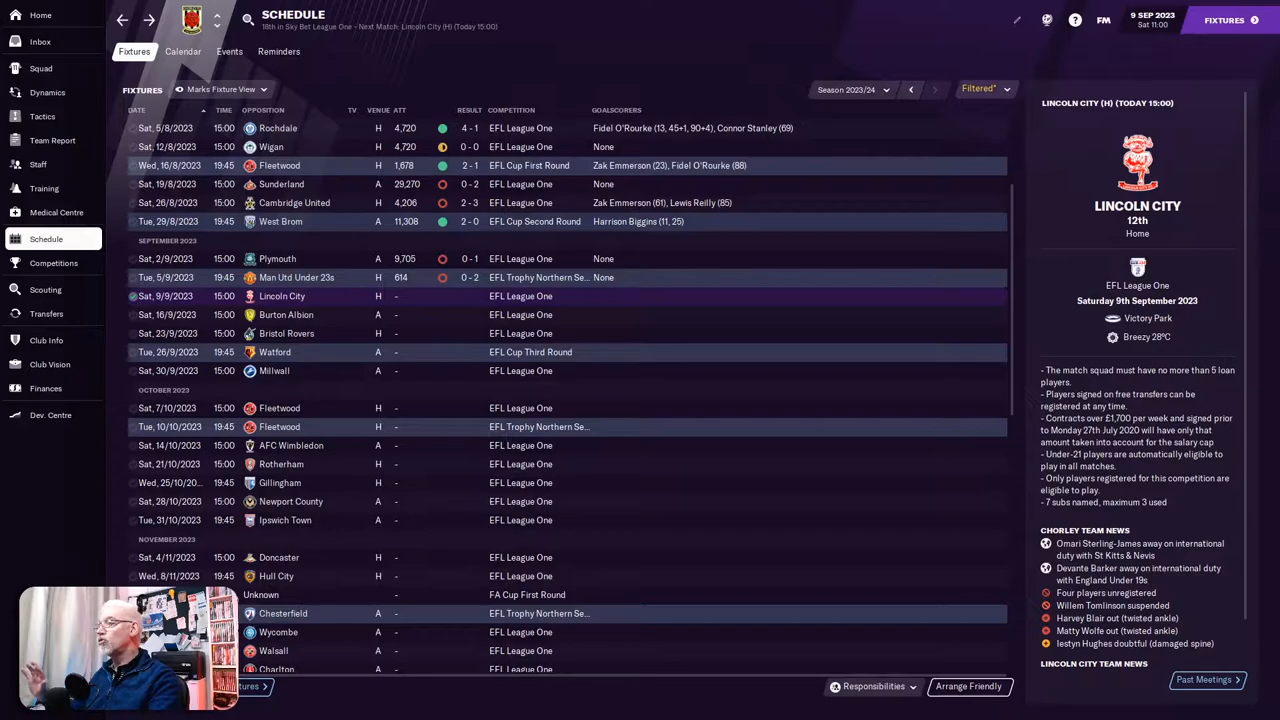 Home
Inbox
Squad
Dynamics
Tactics
Team Report
Staff
Training
Medical Centre
Schedule
Competitions
Scouting
Transfers
Club Info
Club Vision
Finances
Dev. Centre
SCHEDULE
18th in Sky Bet League One - Next Match: Lincoln City (H) (Today 15:00)
FM
9 SEP 2023
Sat 11:00
FIXTURES
Fixtures Calendar Events Reminders
FIXTURES Marks Fixture View Season 2023/24 Filtered*
DATE TIME OPPOSITION TV VENUE ATT RESULT COMPETITION GOALSCORERS
Sat, 5/8/2023 15:00 Rochdale H 4,720 4 - 1 EFL League One Fidel O'Rourke (13, 45+1, 90+4), Connor Stanley (69)
Sat, 12/8/2023 15:00 Wigan H 4,720 0 - 0 EFL League One None
Wed, 16/8/2023 19:45 Fleetwood H 1,678 2 - 1 EFL Cup First Round Zak Emmerson (23), Fidel O'Rourke (88)
Sat, 19/8/2023 15:00 Sunderland A 29,270 0 - 2 EFL League One None
Sat, 26/8/2023 15:00 Cambridge United H 4,206 2 - 3 EFL League One Zak Emmerson (61), Lewis Reilly (85)
Tue, 29/8/2023 19:45 West Brom A 11,308 2 - 0 EFL Cup Second Round Harrison Biggins (11, 25)
SEPTEMBER 2023
Sat, 2/9/2023 15:00 Plymouth A 9,705 0 - 1 EFL League One None
Tue, 5/9/2023 19:45 Man Utd Under 23s H 614 0 - 2 EFL Trophy Northern Se... None
Sat, 9/9/2023 15:00 Lincoln City H - EFL League One
Sat, 16/9/2023 15:00 Burton Albion A - EFL League One
Sat, 23/9/2023 15:00 Bristol Rovers H - EFL League One
Tue, 26/9/2023 19:45 Watford A - EFL Cup Third Round
Sat, 30/9/2023 15:00 Millwall A - EFL League One
OCTOBER 2023
Sat, 7/10/2023 15:00 Fleetwood H - EFL League One
Tue, 10/10/2023 19:45 Fleetwood H - EFL Trophy Northern Se...
Sat, 14/10/2023 15:00 AFC Wimbledon A - EFL League One
Sat, 21/10/2023 15:00 Rotherham H - EFL League One
Wed, 25/10/20... 19:45 Gillingham H - EFL League One
Sat, 28/10/2023 15:00 Newport County A - EFL League One
Tue, 31/10/2023 19:45 Ipswich Town A - EFL League One
NOVEMBER 2023
Sat, 4/11/2023 15:00 Doncaster H - EFL League One
Wed, 8/11/2023 19:45 Hull City H - EFL League One
Unknown FA Cup First Round
Chesterfield A - EFL Trophy Northern Se...
Wycombe A - EFL League One
Walsall H - EFL League One
Charlton A - EFL League One
Responsibilities
Arrange Friendly
LINCOLN CITY (H) (TODAY 15:00)
LINCOLN CITY
12th
Home
EFL League One
Saturday 9th September 2023
Victory Park
Breezy 28°C
- The match squad must have no more than 5 loan
players.
- Players signed on free transfers can be
registered at any time.
- Contracts over £1,700 per week and signed prior
to Monday 27th July 2020 will have only that
amount taken into account for the salary cap
- Under-21 players are automatically eligible to
play in all matches.
- Only players registered for this competition are
eligible to play.
- 7 subs named, maximum 3 used
CHORLEY TEAM NEWS
Omari Sterling-James away on international
duty with St Kitts & Nevis
Devante Barker away on international duty
with England Under 19s
Four players unregistered
Willem Tomlinson suspended
Harvey Blair out (twisted ankle)
Matty Wolfe out (twisted ankle)
Iestyn Hughes doubtful (damaged spine)
LINCOLN CITY TEAM NEWS
Past Meetings